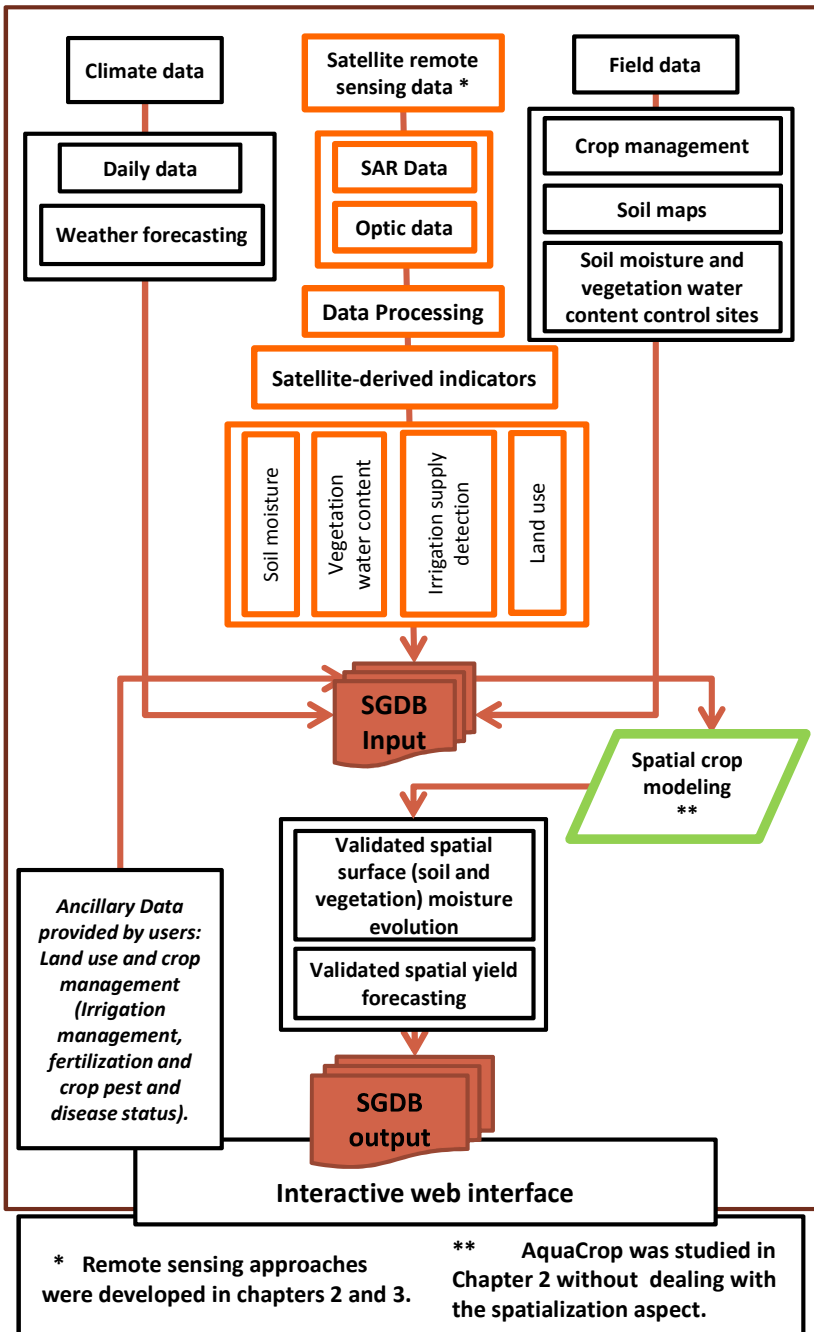 Climate data
Satellite remote
sensing data *
Field data
Daily data
Weather forecasting
SAR Data
Optic data
Crop management
Soil maps
Soil moisture and
vegetation water
content control sites
Data Processing
Satellite-derived indicators
Soil moisture
Vegetation
water content
Irrigation supply
detection
Land use
SGDB
Input
Spatial crop
modeling
**
Validated spatial
surface (soil and
vegetation) moisture
evolution
Validated spatial yield
forecasting
Ancillary Data
provided by users:
Land use and crop
management
(Irrigation
management,
fertilization and
crop pest and
disease status).
SGDB
output
Interactive web interface
* Remote sensing approaches
were developed in chapters 2 and 3.
** AquaCrop was studied in
Chapter 2 without dealing with
the spatialization aspect.